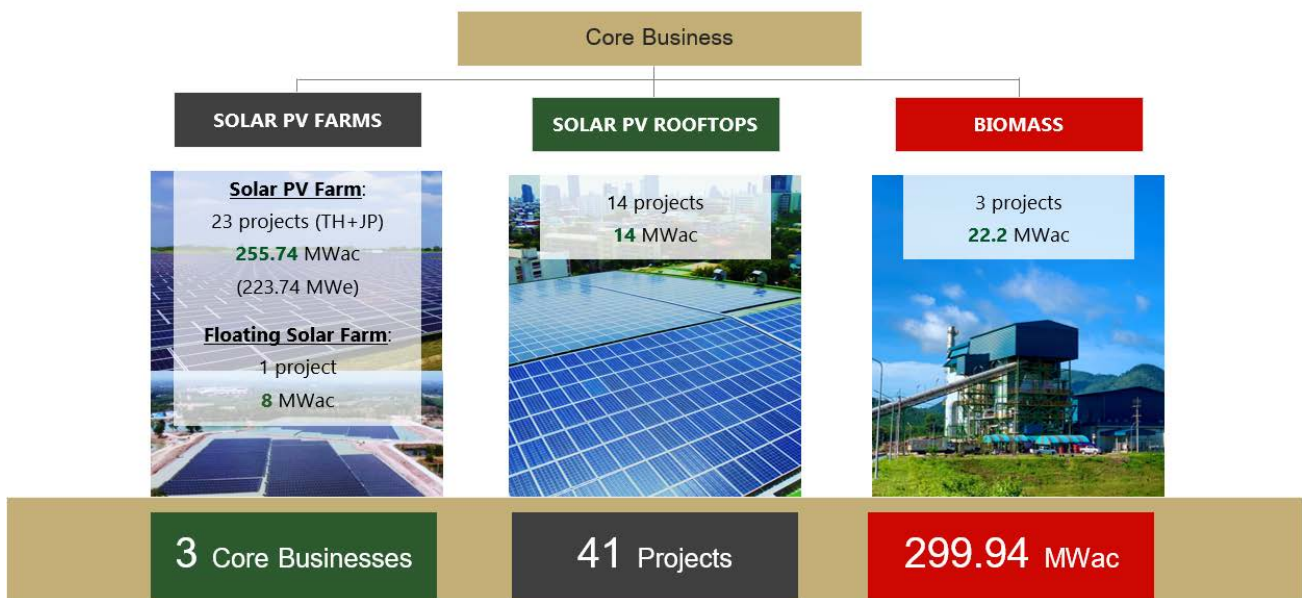 Core Business
SOLAR PV FARMS
Solar PV Farm:
23 projects (TH+JP)
255.74 MWac
(223.74 MWe)
Floating Solar Farm:
1 project
8 MWac
SOLAR PV ROOFTOPS
14 projects
14 MWac
BIOMASS
3 projects
22.2 MWac
3 Core Businesses
41 Projects
299.94 MWac